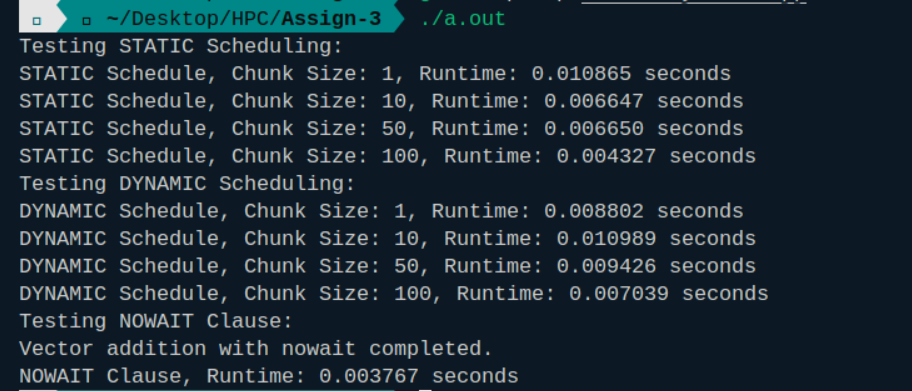 ~/Desktop/HPC/Assign-3 ./a.out
Testing STATIC Scheduling:
STATIC Schedule, Chunk Size: 1, Runtime: 0.010865 seconds
STATIC Schedule, Chunk Size: 10, Runtime: 0.006647 seconds
STATIC Schedule, Chunk Size: 50, Runtime: 0.006650 seconds
STATIC Schedule, Chunk Size: 100, Runtime: 0.004327 seconds
Testing DYNAMIC Scheduling:
DYNAMIC Schedule, Chunk Size: 1, Runtime: 0.008802 seconds
DYNAMIC Schedule, Chunk Size: 10, Runtime: 0.010989 seconds
DYNAMIC Schedule, Chunk Size: 50, Runtime: 0.009426 seconds
DYNAMIC Schedule, Chunk Size: 100, Runtime: 0.007039 seconds
Testing NOWAIT Clause:
Vector addition with nowait completed.
NOWAIT Clause, Runtime: 0.003767 seconds